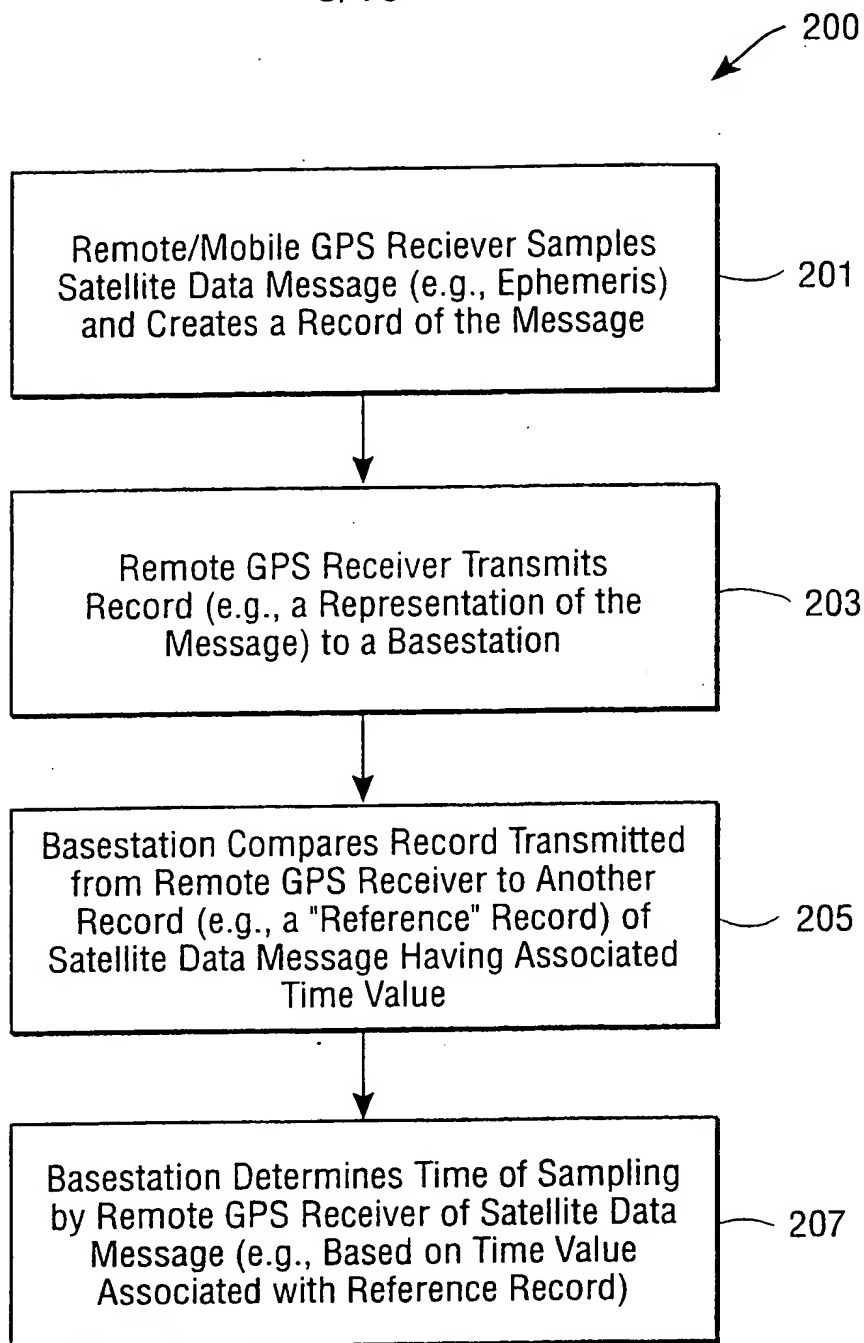 200
Remote/Mobile GPS Reciever Samples
Satellite Data Message (e.g., Ephemeris)
and Creates a Record of the Message
201
Remote GPS Receiver Transmits
Record (e.g., a Representation of the
Message) to a Basestation
203
Basestation Compares Record Transmitted
from Remote GPS Receiver to Another
Record (e.g., a "Reference" Record) of
Satellite Data Message Having Associated
Time Value
205
Basestation Determines Time of Sampling
by Remote GPS Receiver of Satellite Data
Message (e.g., Based on Time Value
Associated with Reference Record)
207